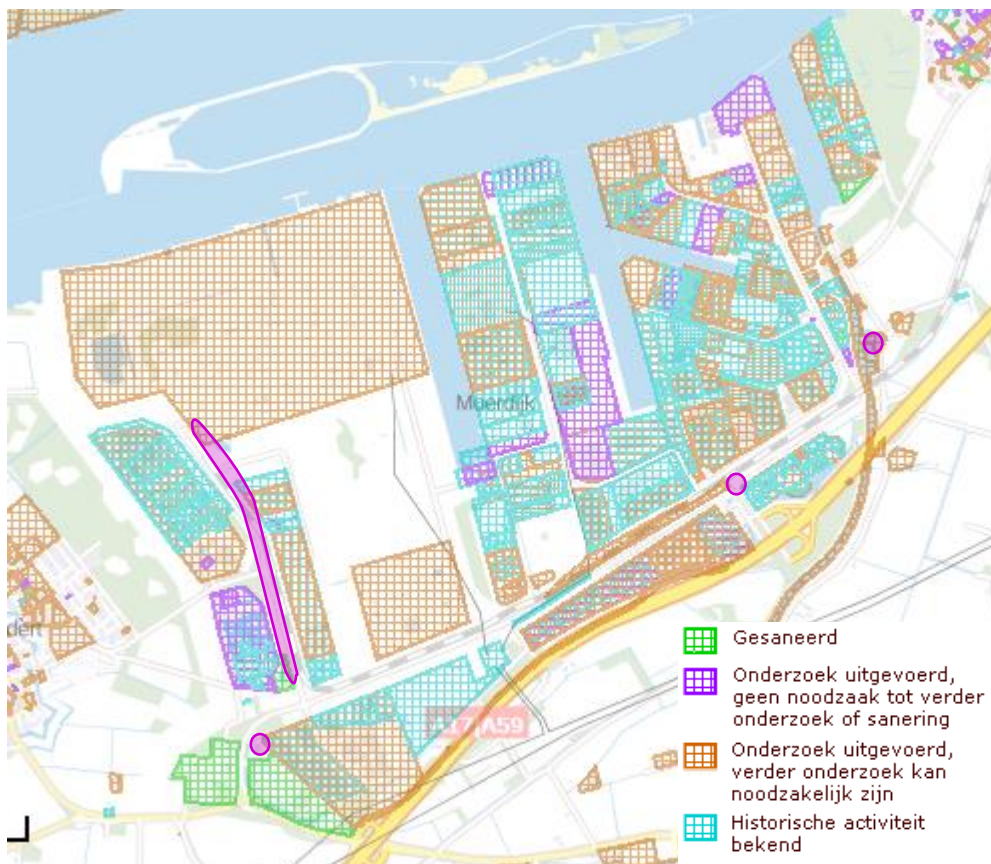 Moerdijk
dert
A17 A59
Gesaneerd
Onderzoek uitgevoerd,
geen noodzaak tot verder
onderzoek of sanering
Onderzoek uitgevoerd,
verder onderzoek kan
noodzakelijk zijn
Historische activiteit
bekend